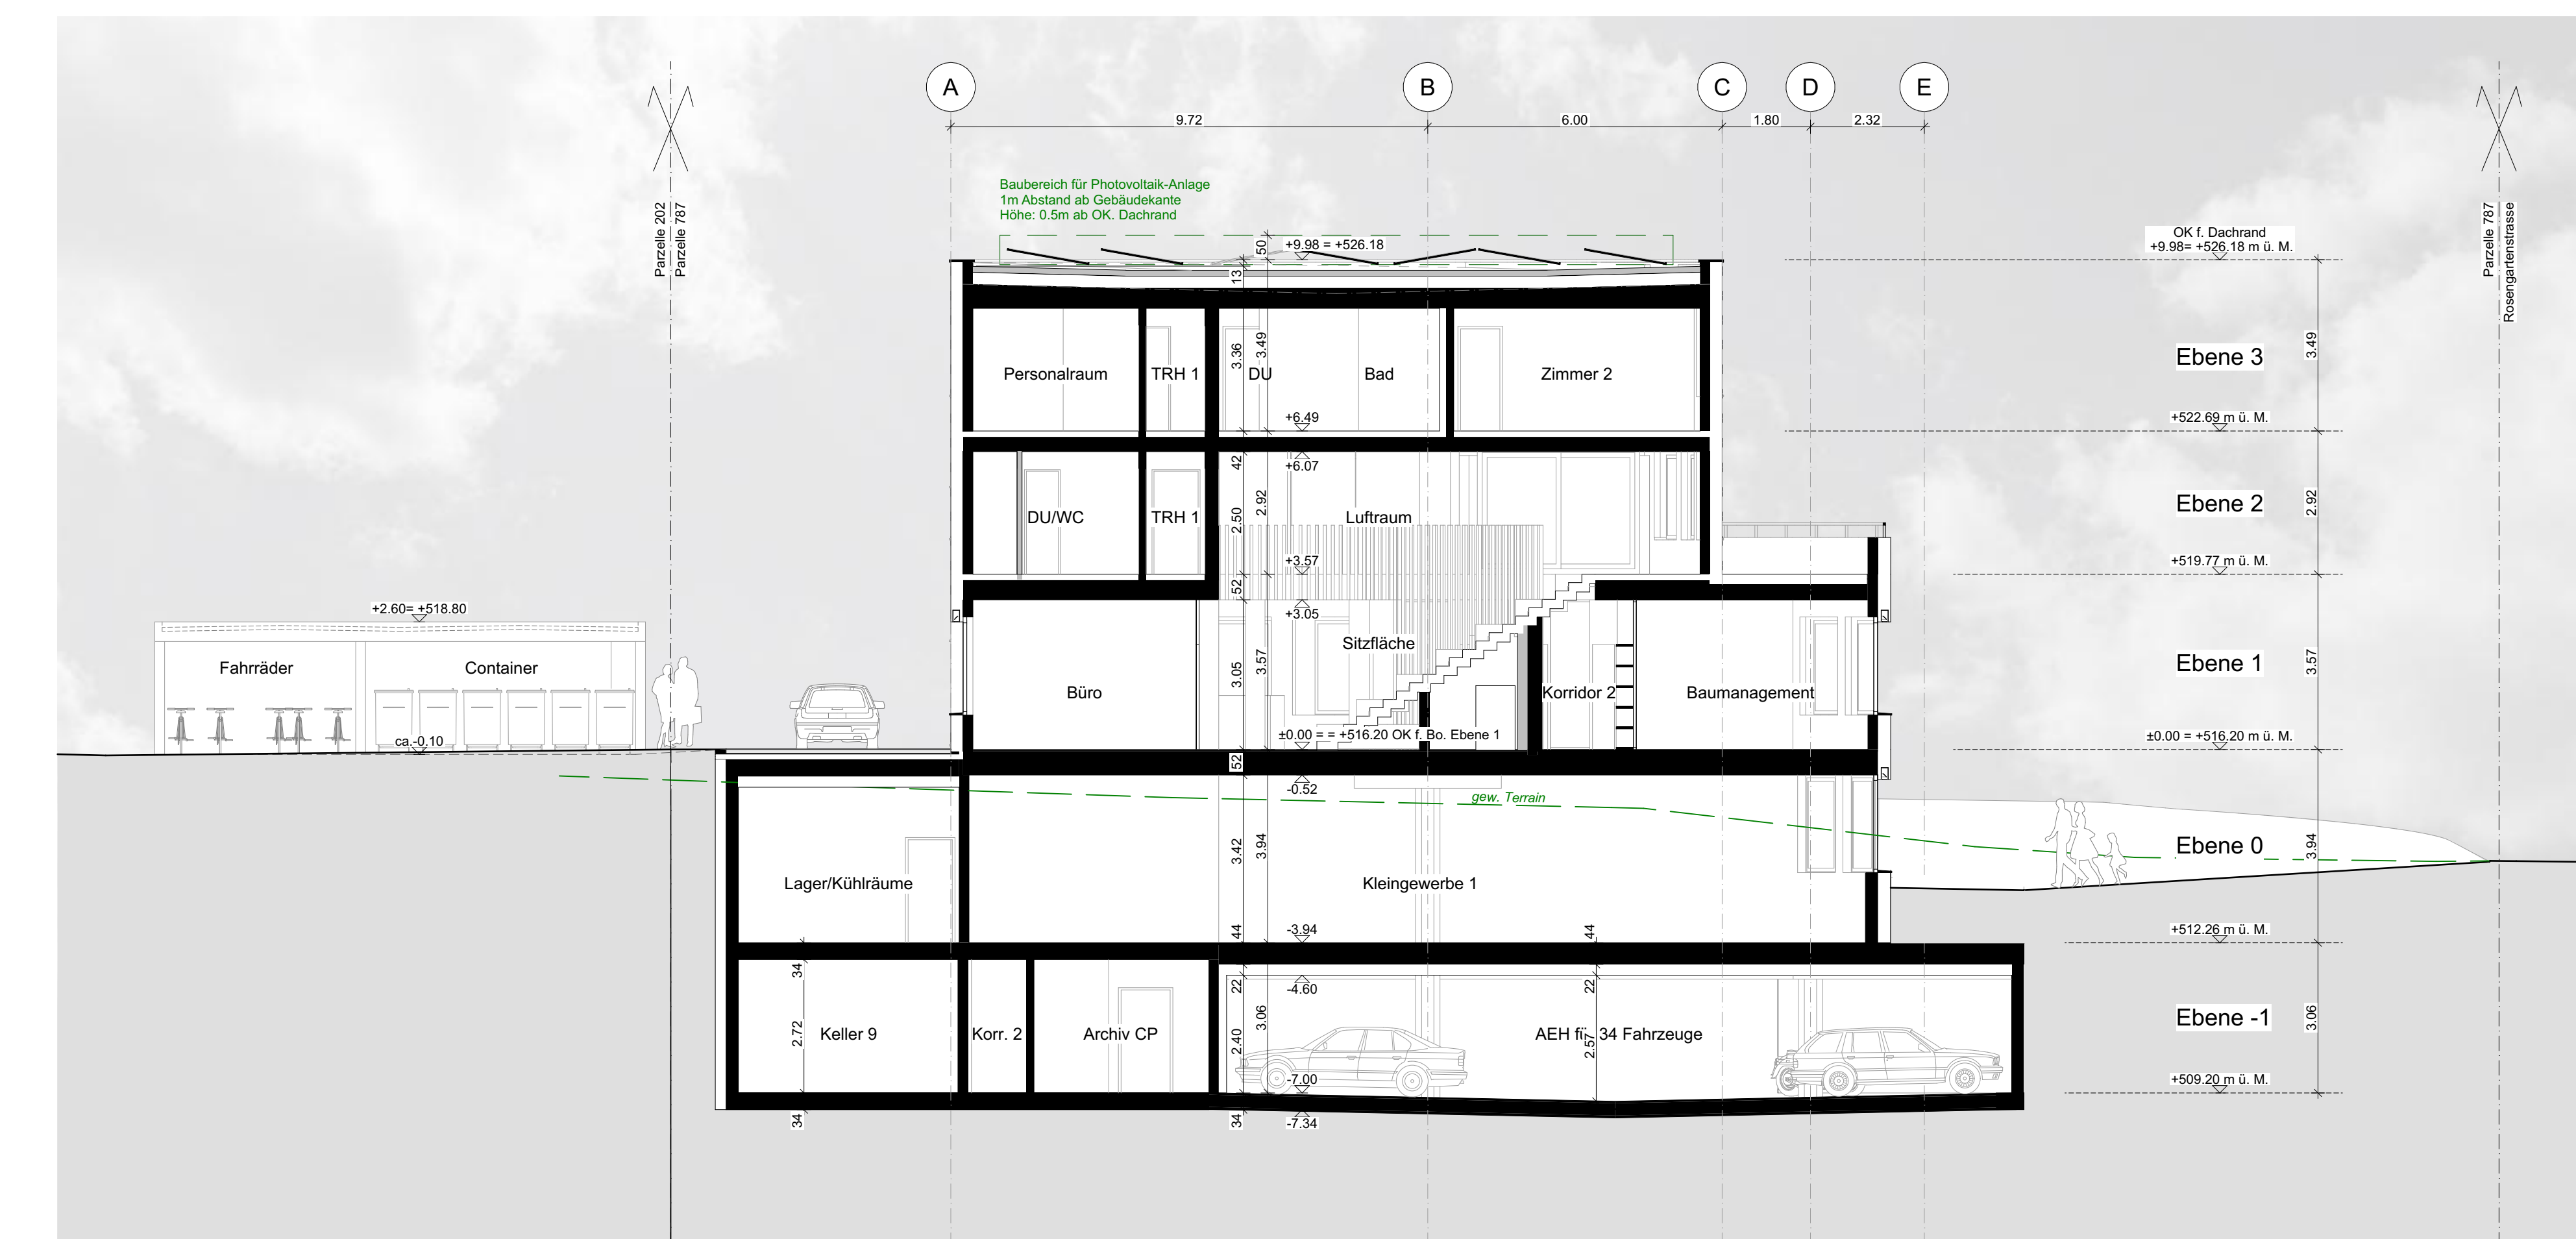 A
B
C
D
E
9.72
6.00
1.80
2.32
Parzelle 202
Parzelle 787
Parzelle 787
Rosengartenstrasse
Baubereich für Photovoltaik-Anlage
1m Abstand ab Gebäudekante
Höhe: 0.5m ab OK. Dachrand
50
+9.98 = +526.18
13
OK f. Dachrand
+9.98= +526.18 m ü. M.
Personalraum
TRH 1
3.36
3.49
DU
Bad
Zimmer 2
Ebene 3
3.49
+6.49
+522.69 m ü. M.
42
+6.07
DU/WC
TRH 1
2.50
2.92
Luftraum
Ebene 2
2.92
+3.57
+519.77 m ü. M.
52
+3.05
+2.60= +518.80
Fahrräder
Container
ca.-0.10
Büro
3.05
3.57
Sitzfläche
Korridor 2
Baumanagement
Ebene 1
3.57
±0.00 = = +516.20 OK f. Bo. Ebene 1
±0.00 = +516.20 m ü. M.
52
-0.52
gew. Terrain
Lager/Kühlräume
3.42
3.94
Kleingewerbe 1
Ebene 0
3.94
44
-3.94
44
+512.26 m ü. M.
34
22
-4.60
22
2.72
Keller 9
Korr. 2
Archiv CP
2.40
3.06
AEH für 34 Fahrzeuge
2.57
Ebene -1
3.06
-7.00
+509.20 m ü. M.
34
34
-7.34